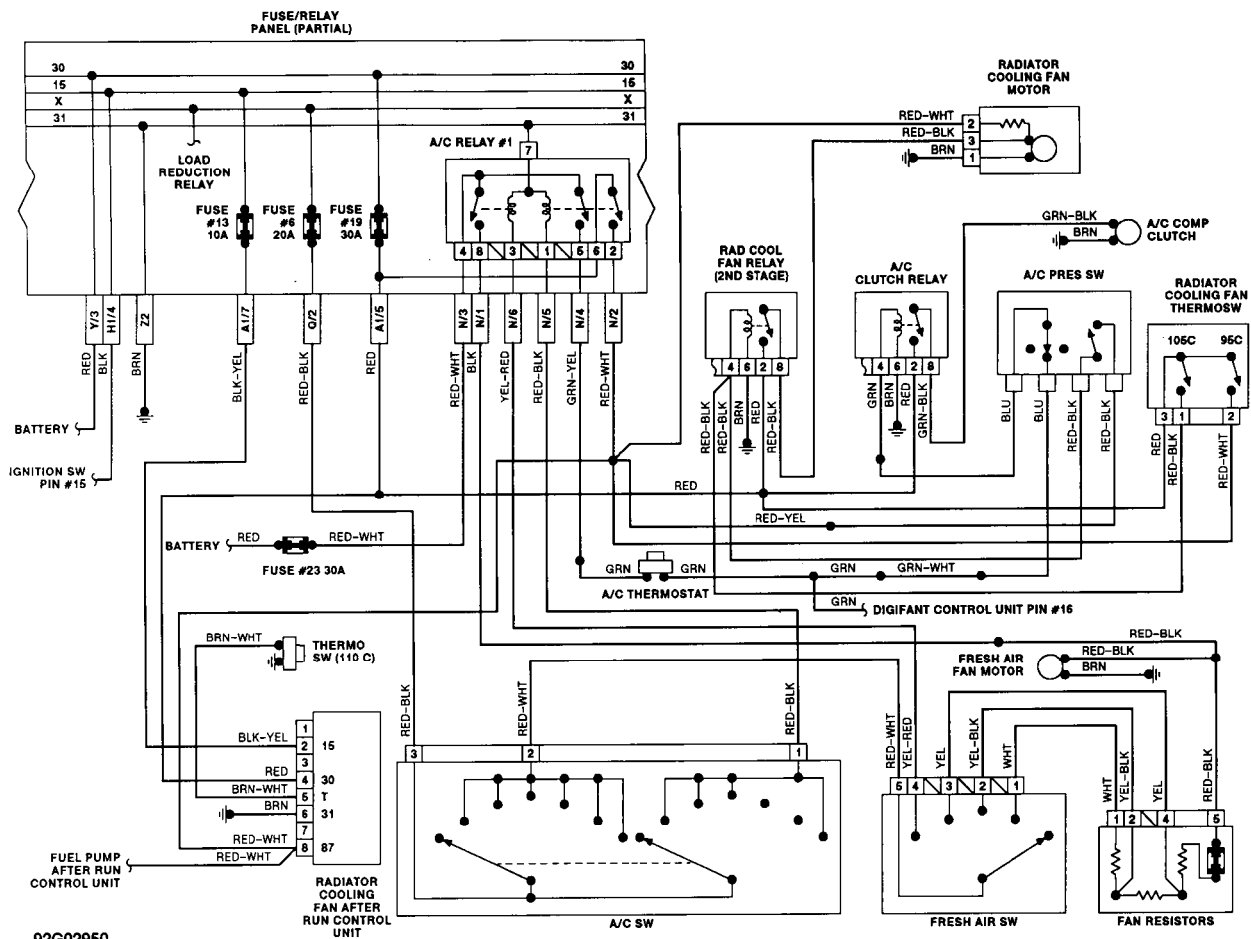 FUSE/RELAY
PANEL (PARTIAL)
30
15
X
31
30
15
X
31
LOAD
REDUCTION
RELAY
FUSE
#13
10A
FUSE
#6
20A
FUSE
#19
30A
A/C RELAY #1
7
4
8
3
1
5
6
2
Y/3
H1/4
Z2
A1/7
Q/2
A1/5
N/3
N/1
N/6
N/5
N/4
N/2
RED
BLK
BRN
BLK-YEL
RED-BLK
RED
RED-WHT
BLK
YEL-RED
RED-BLK
GRN-YEL
RED-WHT
BATTERY
IGNITION SW
PIN #15
RADIATOR
COOLING FAN
MOTOR
RED-WHT
2
RED-BLK
3
BRN
1
GRN-BLK
BRN
A/C COMP
CLUTCH
RAD COOL
FAN RELAY
(2ND STAGE)
4
6
2
8
RED-BLK
RED-BLK
BRN
RED
RED-BLK
A/C
CLUTCH RELAY
4
6
2
8
GRN
BRN
RED
GRN-BLK
A/C PRES SW
BLU
BLU
RED-BLK
RED-BLK
RADIATOR
COOLING FAN
THERMOSW
105C
95C
3
1
2
RED
RED-BLK
RED-WHT
RED
RED-YEL
BATTERY
RED
RED-WHT
FUSE #23 30A
GRN
GRN
A/C THERMOSTAT
GRN
GRN-WHT
GRN
DIGIFANT CONTROL UNIT PIN #16
BRN-WHT
THERMO
SW (110 C)
RED-BLK
RED-BLK
BRN
FRESH AIR
FAN MOTOR
1
BLK-YEL
2
15
3
RED
4
30
BRN-WHT
5
T
BRN
6
31
7
RED-WHT
8
87
RED-WHT
FUEL PUMP
AFTER RUN
CONTROL UNIT
RADIATOR
COOLING
FAN AFTER
RUN CONTROL
UNIT
RED-BLK
RED-WHT
RED-BLK
3
2
1
A/C SW
RED-WHT
YEL-RED
YEL
YEL-BLK
WHT
5
4
3
2
1
FRESH AIR SW
WHT
YEL-BLK
YEL
RED-BLK
1
2
4
5
FAN RESISTORS
92G02950